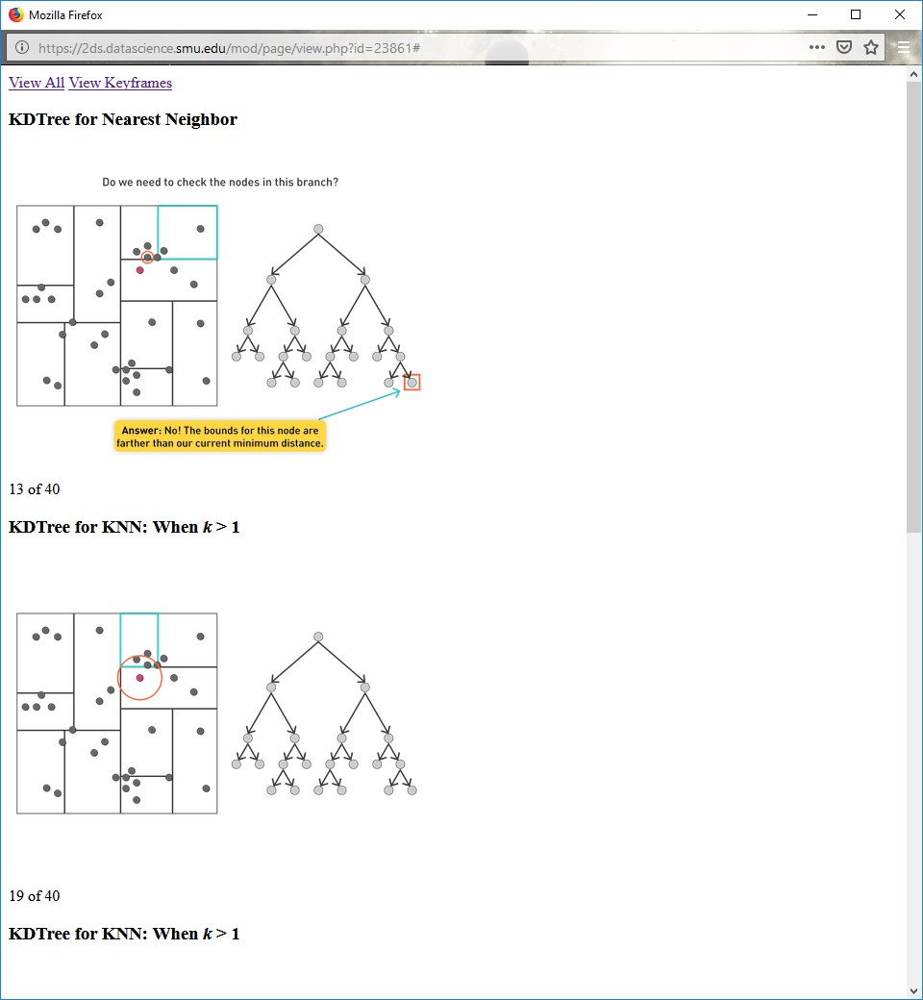 Mozilla Firefox
https://2ds.datascience.smu.edu/mod/page/view.php?id=23861#
View All View Keyframes
KDTree for Nearest Neighbor
Do we need to check the nodes in this branch?
Answer: No! The bounds for this node are
farther than our current minimum distance.
13 of 40
KDTree for KNN: When k > 1
19 of 40
KDTree for KNN: When k > 1